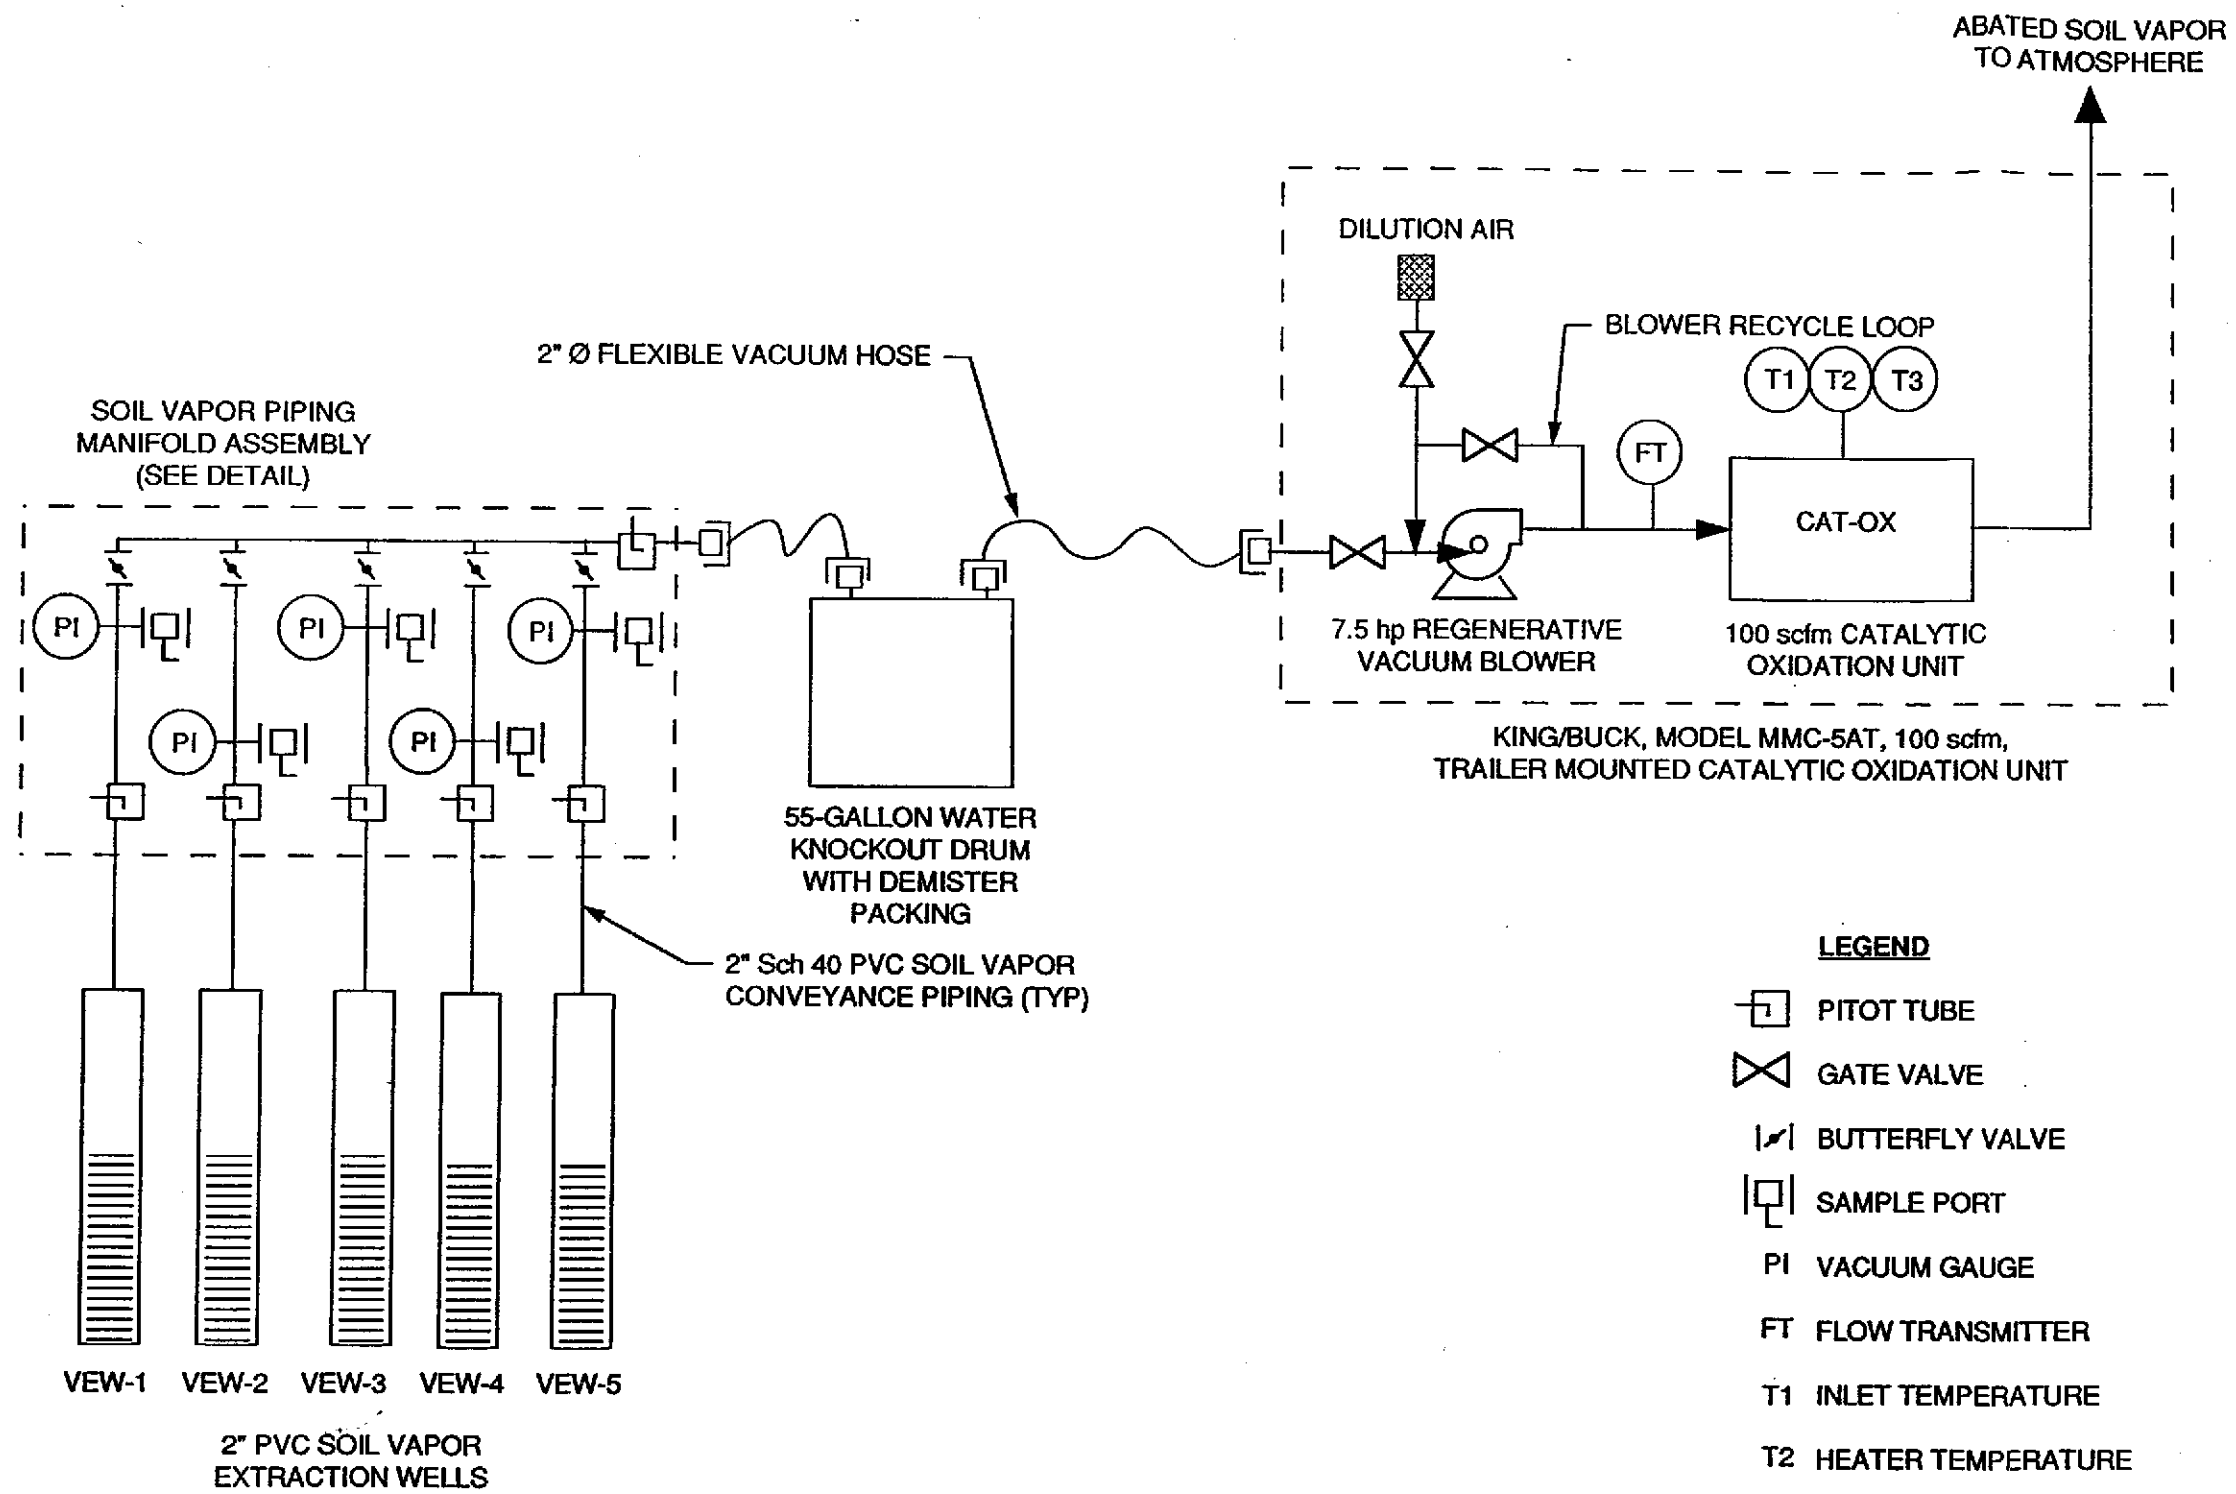 ABATED SOIL VAPOR
TO ATMOSPHERE
DILUTION AIR
BLOWER RECYCLE LOOP
2" Ø FLEXIBLE VACUUM HOSE
T1
T2
T3
SOIL VAPOR PIPING
MANIFOLD ASSEMBLY
(SEE DETAIL)
FT
CAT-OX
PI
PI
PI
PI
PI
7.5 hp REGENERATIVE
VACUUM BLOWER
100 scfm CATALYTIC
OXIDATION UNIT
KING/BUCK, MODEL MMC-5AT, 100 scfm,
TRAILER MOUNTED CATALYTIC OXIDATION UNIT
55-GALLON WATER
KNOCKOUT DRUM
WITH DEMISTER
PACKING
2" Sch 40 PVC SOIL VAPOR
CONVEYANCE PIPING (TYP)
VEW-1
VEW-2
VEW-3
VEW-4
VEW-5
2" PVC SOIL VAPOR
EXTRACTION WELLS
LEGEND
PITOT TUBE
GATE VALVE
BUTTERFLY VALVE
SAMPLE PORT
PI VACUUM GAUGE
FT FLOW TRANSMITTER
T1 INLET TEMPERATURE
T2 HEATER TEMPERATURE